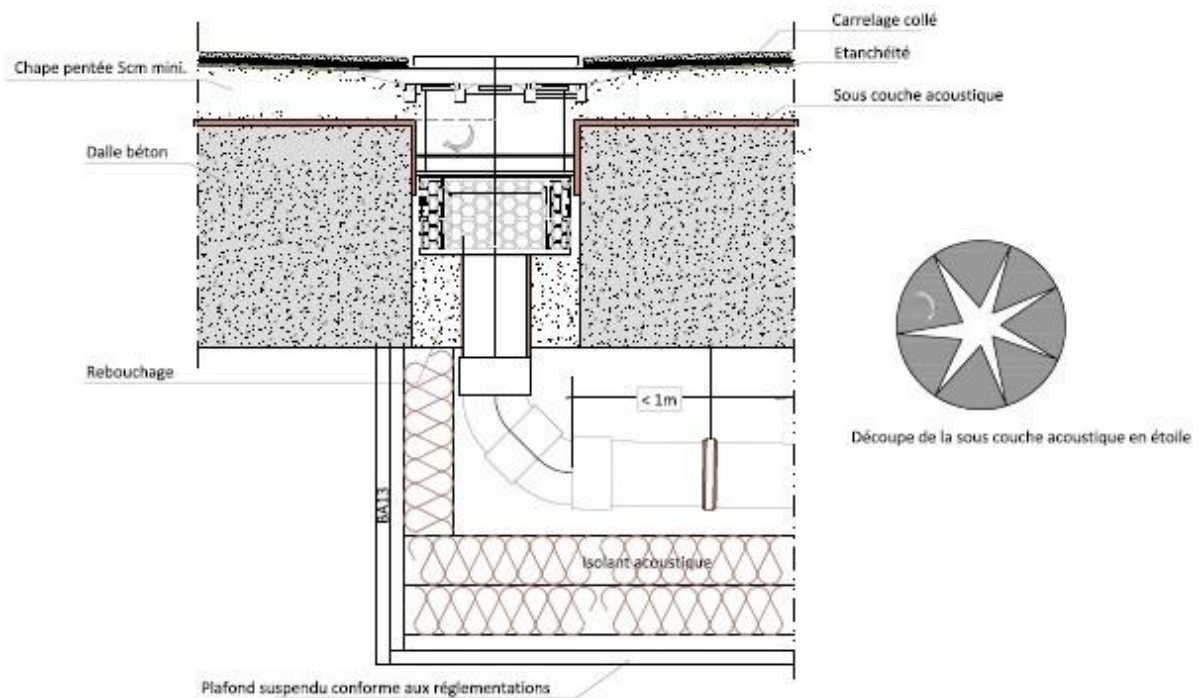 Carrelage collé
Etanchéité
Chape pentée 5cm mini.
Sous couche acoustique
Dalle béton
Rebouchage
< 1m
Découpe de la sous couche acoustique en étoile
BA13
Isolant acoustique
Plafond suspendu conforme aux réglementations